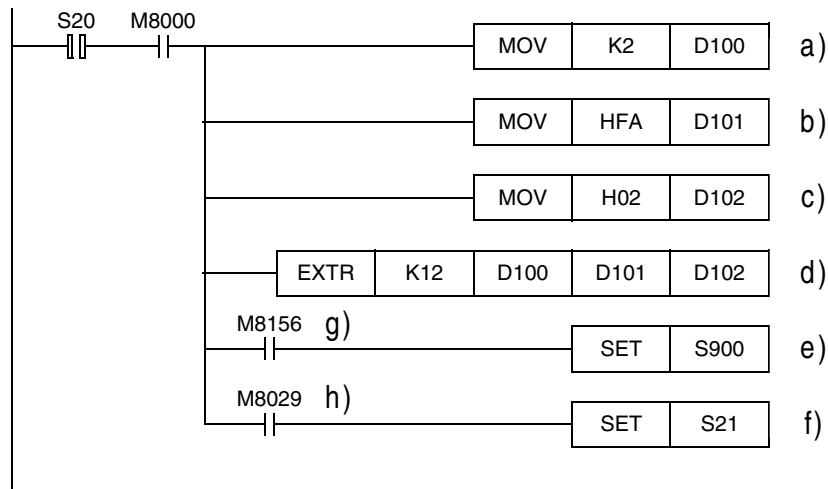 S20 M8000
MOV K2 D100 a)
MOV HFA D101 b)
MOV H02 D102 c)
EXTR K12 D100 D101 D102 d)
M8156 g)
SET S900 e)
M8029 h)
SET S21 f)